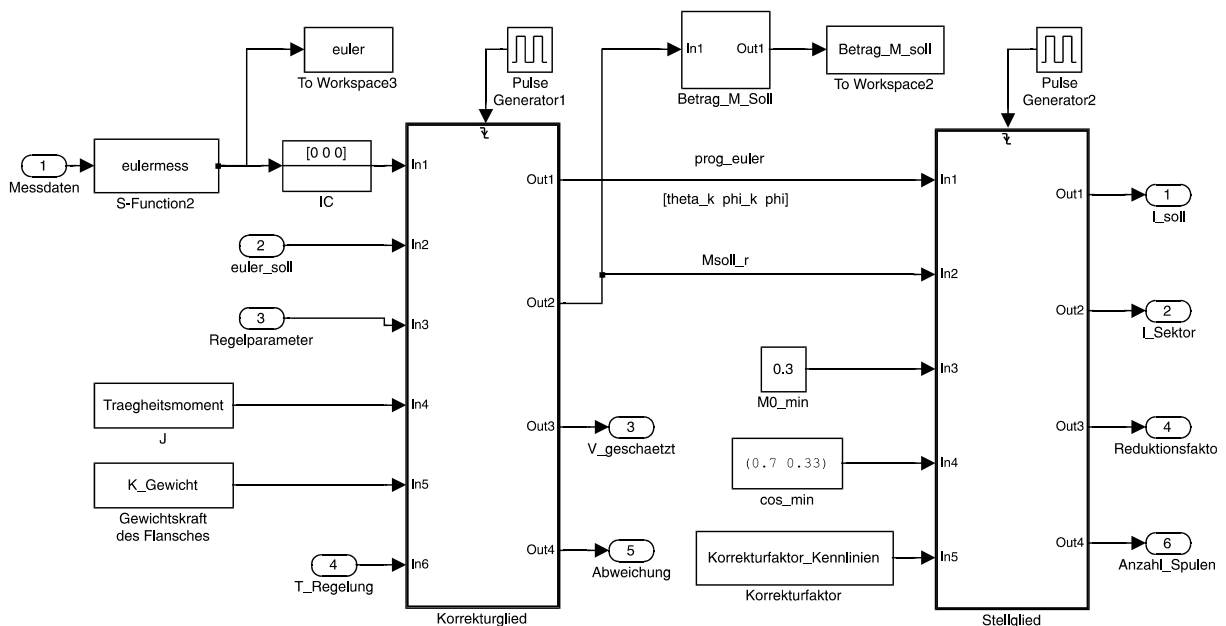 euler
To Workspace3
Pulse
Generator1
In1
Out1
Betrag_M_Soll
Betrag_M_soll
To Workspace2
Pulse
Generator2
1
Messdaten
eulermess
S-Function2
[0 0 0]
IC
2
euler_soll
3
Regelparameter
Traegheitsmoment
J
K_Gewicht
Gewichtskraft
des Flansches
4
T_Regelung
In1
In2
In3
In4
In5
In6
Out1
Out2
Out3
Out4
Korrekturglied
prog_euler
[theta_k phi_k phi]
Msoll_r
3
V_geschaetzt
5
Abweichung
0.3
M0_min
(0.7 0.33)
cos_min
Korrekturfaktor_Kennlinien
Korrekturfaktor
In1
In2
In3
In4
In5
Out1
Out2
Out3
Out4
Stellglied
1
I_soll
2
I_Sektor
4
Reduktionsfakto
6
Anzahl_Spulen